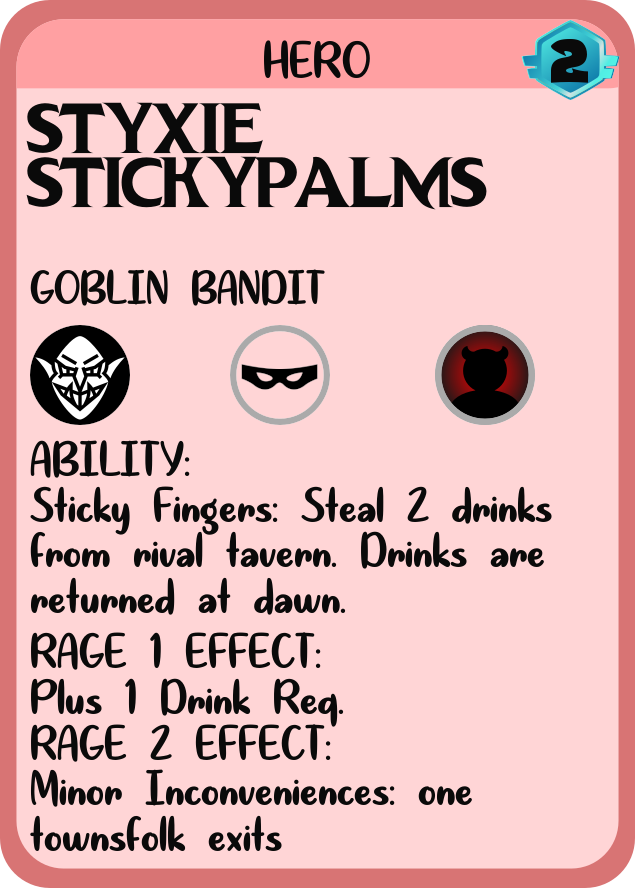 HERO
2
STYXIE
STICKYPALMS
GOBLIN BANDIT
ABILITY:
Sticky Fingers: Steal 2 drinks
from rival tavern. Drinks are
returned at dawn.
RAGE 1 EFFECT:
Plus 1 Drink Req.
RAGE 2 EFFECT:
Minor Inconveniences: one
townsfolk exits